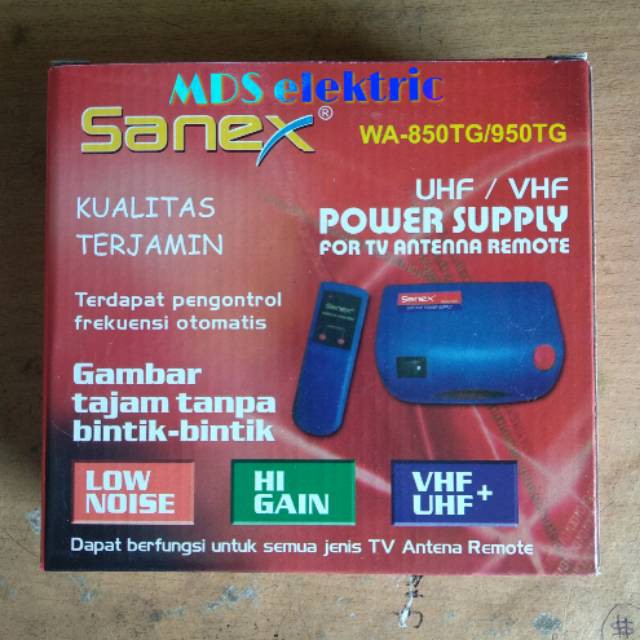 MDS elektric
Sanex®
WA-850TG/950TG
UHF / VHF
POWER SUPPLY
FOR TV ANTENNA REMOTE
KUALITAS
TERJAMIN
Terdapat pengontrol
frekuensi otomatis
Sanex
Sanex
Gambar
tajam tanpa
bintik-bintik
LOW
NOISE
HI
GAIN
VHF +
UHF
Dapat berfungsi untuk semua jenis TV Antena Remote